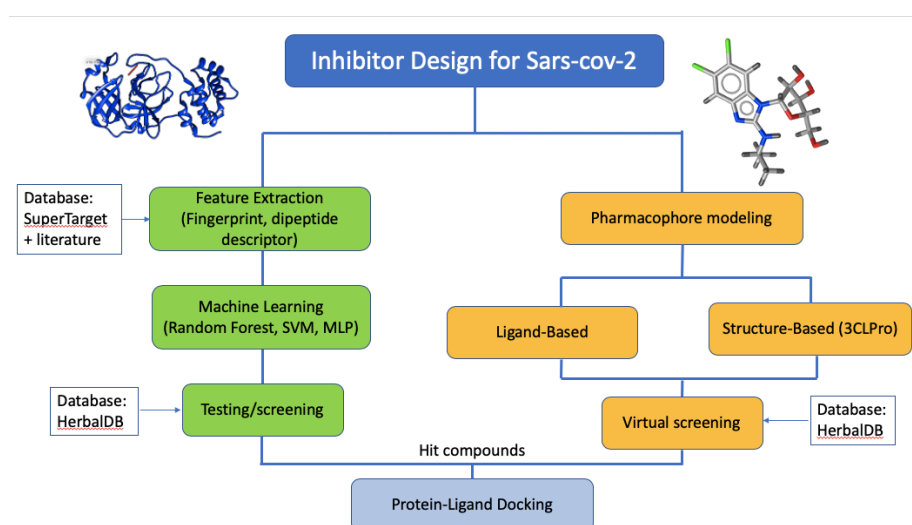 Inhibitor Design for Sars-cov-2
Database:
SuperTarget
+ literature
Feature Extraction
(Fingerprint, dipeptide
descriptor)
Pharmacophore modeling
Machine Learning
(Random Forest, SVM, MLP)
Ligand-Based
Structure-Based (3CLPro)
Database:
HerbalDB
Testing/screening
Virtual screening
Database:
HerbalDB
Hit compounds
Protein-Ligand Docking